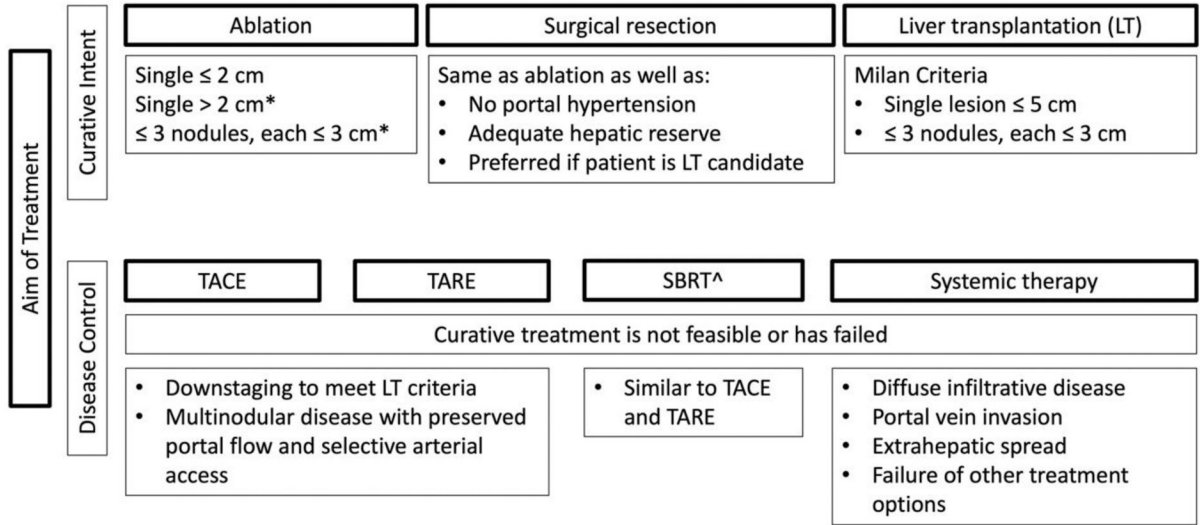 Aim of Treatment
Curative Intent
Ablation
Single ≤ 2 cm
Single > 2 cm*
≤ 3 nodules, each ≤ 3 cm*
Surgical resection
Same as ablation as well as:
• No portal hypertension
• Adequate hepatic reserve
• Preferred if patient is LT candidate
Liver transplantation (LT)
Milan Criteria
• Single lesion ≤ 5 cm
• ≤ 3 nodules, each ≤ 3 cm
Disease Control
TACE
TARE
SBRT^
Systemic therapy
Curative treatment is not feasible or has failed
• Downstaging to meet LT criteria
• Multinodular disease with preserved
portal flow and selective arterial
access
• Similar to TACE
and TARE
• Diffuse infiltrative disease
• Portal vein invasion
• Extrahepatic spread
• Failure of other treatment
options